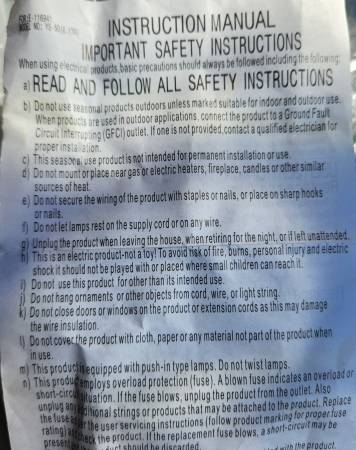 FOR: E-116941
MODEL NO.: YS-501
INSTRUCTION MANUAL
IMPORTANT SAFETY INSTRUCTIONS
When using electrical products, basic precautions should always be followed including the following:
a) READ AND FOLLOW ALL SAFETY INSTRUCTIONS
b) Do not use seasonal products outdoors unless marked suitable for indoor and outdoor use.
When products are used in outdoor applications, connect the product to a Ground Fault
Circuit Interrupting (GFCI) outlet. If one is not provided, contact a qualified electrician for
proper installation.
c) This seasonal use product is not intended for permanent installation or use.
d) Do not mount or place near gas or electric heaters, fireplace, candles or other similar
sources of heat.
e) Do not secure the wiring of the product with staples or nails, or place on sharp hooks
or nails.
f) Do not let lamps rest on the supply cord or on any wire.
g) Unplug the product when leaving the house, when retiring for the night, or if left unattended.
h) This is an electric product-not a toy! To avoid risk of fire, burns, personal injury and electric
shock it should not be played with or placed where small children can reach it.
i) Do not use this product for other than its intended use.
j) Do not hang ornaments or other objects from cord, wire, or light string.
k) Do not close doors or windows on the product or extension cords as this may damage
the wire insulation.
l) Do not cover the product with cloth, paper or any material not part of the product when
in use.
m) This product is equipped with push-in type lamps. Do not twist lamps.
n) This product employs overload protection (fuse). A blown fuse indicates an overload or
short-circuit situation. If the fuse blows, unplug the product from the outlet. Also
unplug any additional strings or products that may be attached to the product. Replace
the fuse as per the user servicing instructions (follow product marking for proper fuse
rating) and check the product. If the replacement fuse blows, a short-circuit may be
present product should be discarded.
with the product.